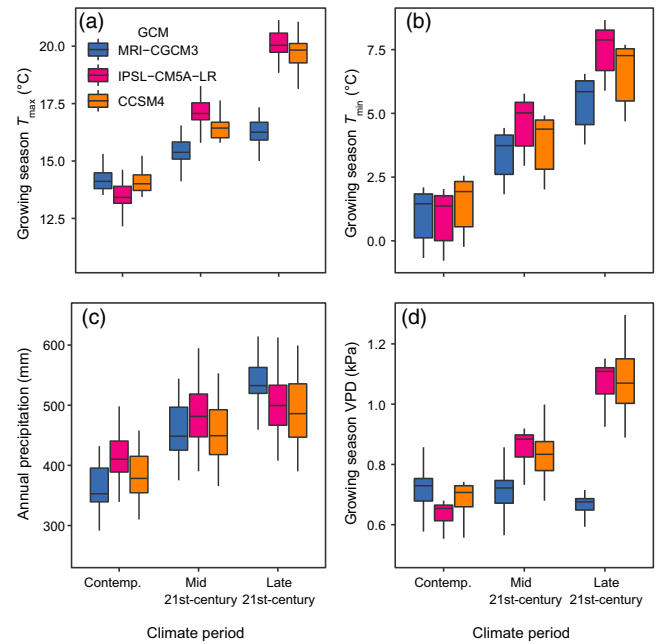 (a)
GCM
MRI−CGCM3
IPSL−CM5A−LR
CCSM4
Growing season Tmax (°C)
20.0
17.5
15.0
12.5
(b)
Growing season Tmin (°C)
7.5
5.0
2.5
0.0
(c)
Annual precipitation (mm)
600
500
400
300
Contemp.
Mid
21st-century
Late
21st-century
Climate period
(d)
Growing season VPD (kPa)
1.2
1.0
0.8
0.6
Contemp.
Mid
21st-century
Late
21st-century
Climate period